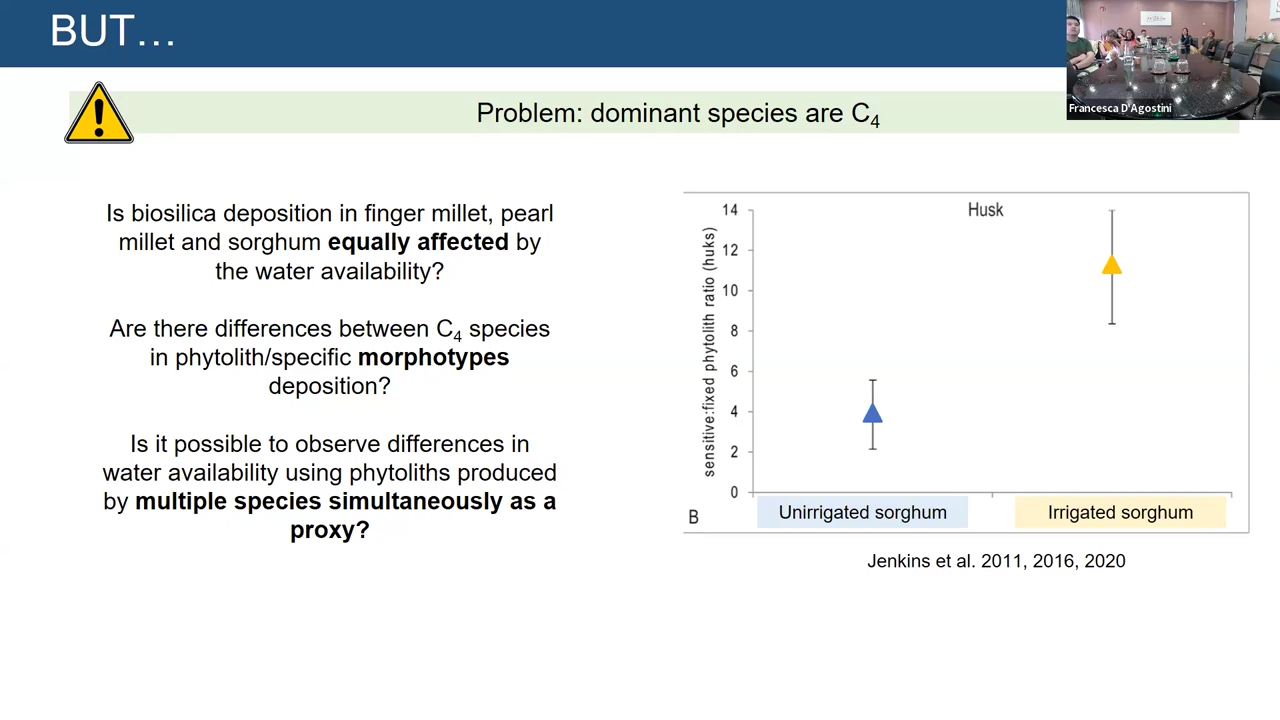 BUT…
Problem: dominant species are C₄
Francesca D'Agostini
Is biosilica deposition in finger millet, pearl
millet and sorghum equally affected by
the water availability?
Are there differences between C₄ species
in phytolith/specific morphotypes
deposition?
Is it possible to observe differences in
water availability using phytoliths produced
by multiple species simultaneously as a
proxy?
Husk
sensitive:fixed phytolith ratio (huks)
14
12
10
8
6
4
2
0
B
Unirrigated sorghum
Irrigated sorghum
Jenkins et al. 2011, 2016, 2020